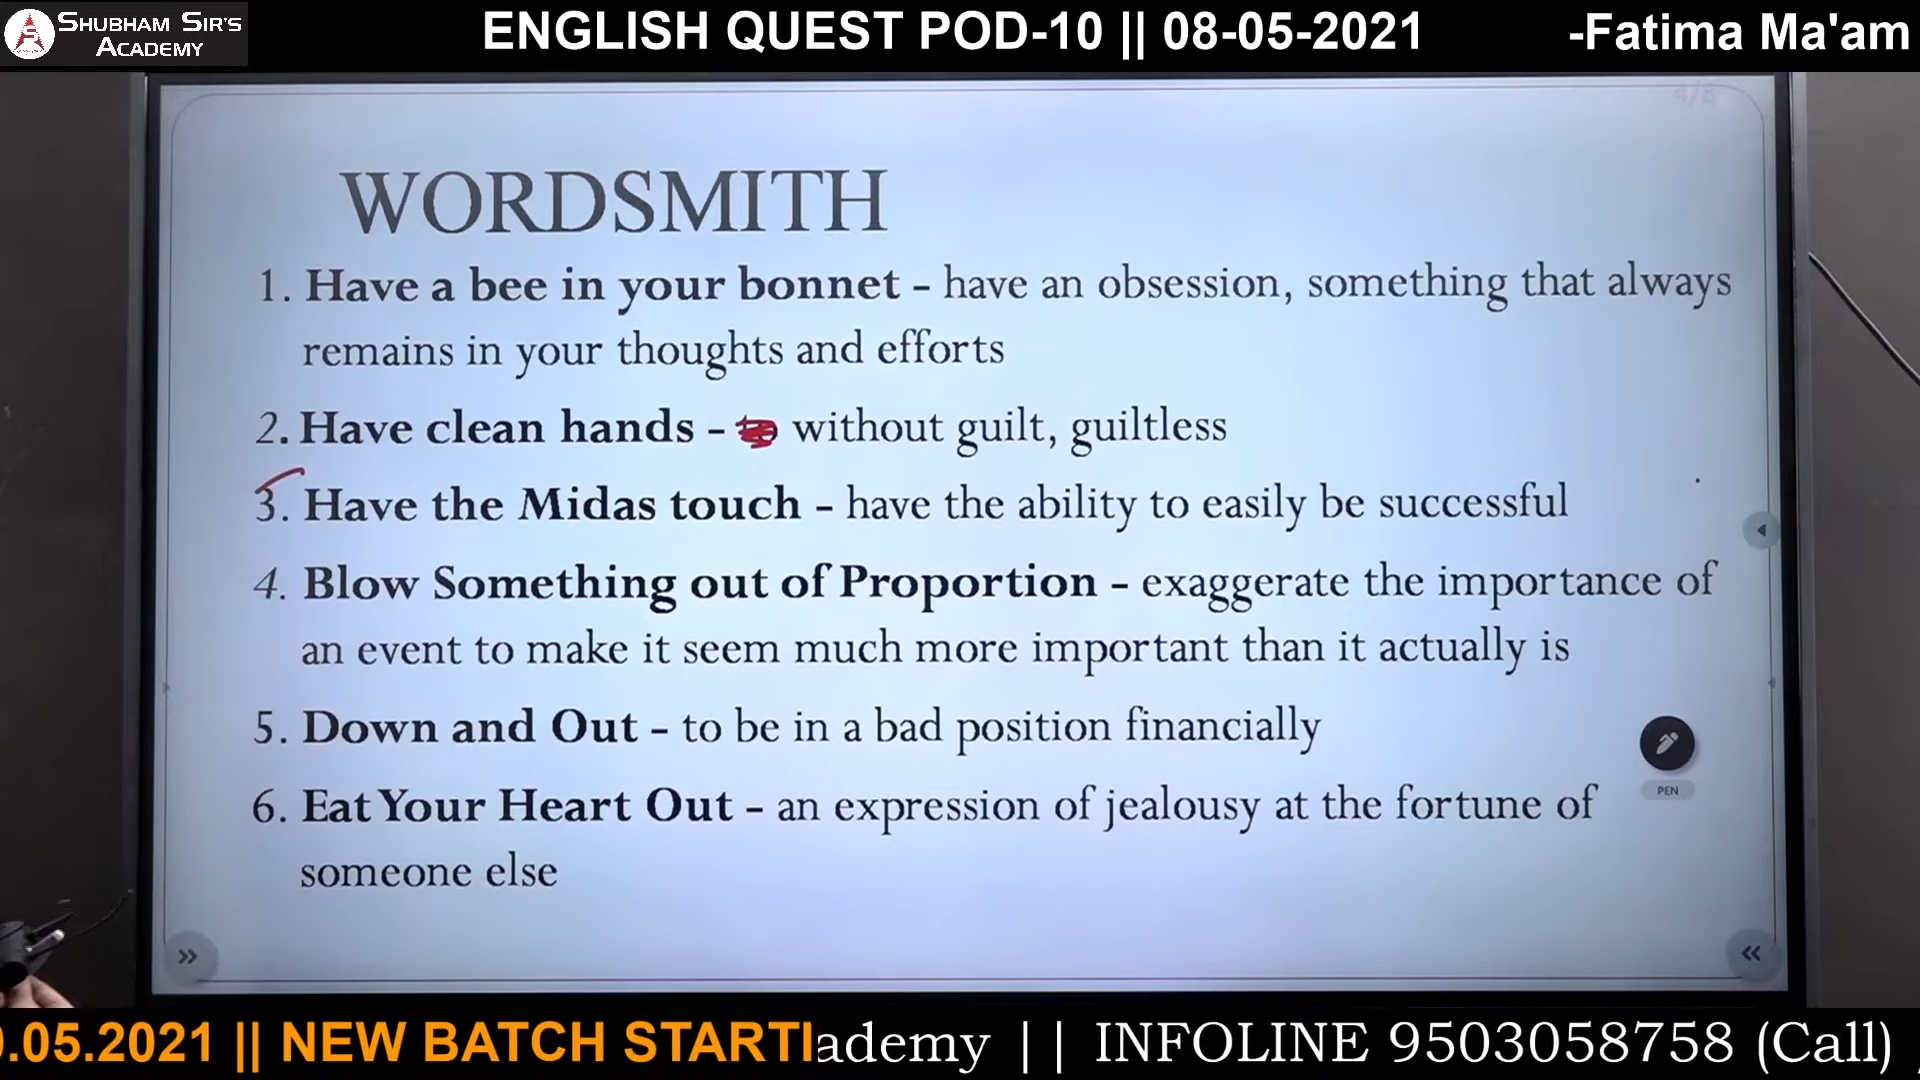 SHUBHAM SIR'S
ACADEMY
ENGLISH QUEST POD-10 || 08-05-2021
-Fatima Ma'am
4/8
WORDSMITH
1. Have a bee in your bonnet - have an obsession, something that always
remains in your thoughts and efforts
2. Have clean hands - without guilt, guiltless
3. Have the Midas touch - have the ability to easily be successful
4. Blow Something out of Proportion - exaggerate the importance of
an event to make it seem much more important than it actually is
5. Down and Out - to be in a bad position financially
6. Eat Your Heart Out - an expression of jealousy at the fortune of
someone else
PEN
.05.2021 || NEW BATCH STARTI
ademy || INFOLINE 9503058758 (Call)